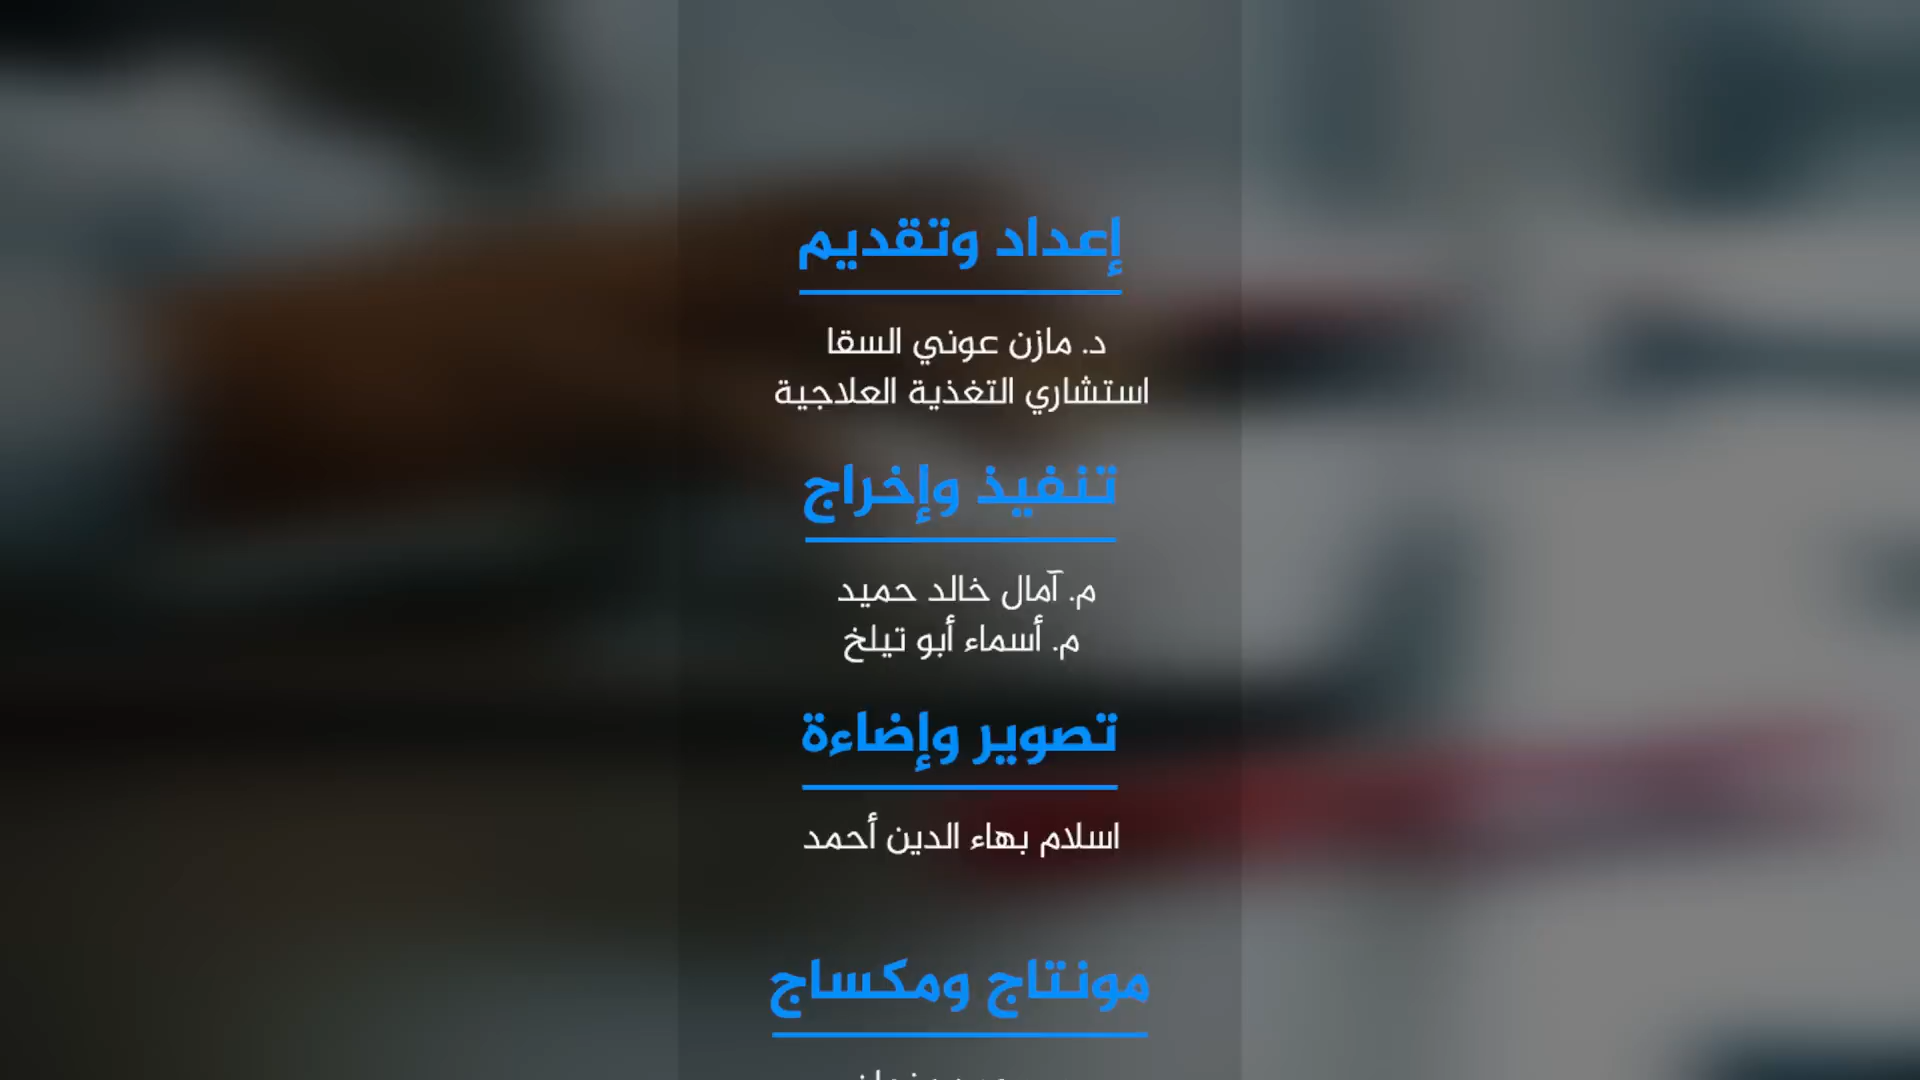 إعداد وتقديم
د. مازن عوني السقا
استشاري التغذية العلاجية
تنفيذ وإخراج
م. آمال خالد حميد
م. أسماء أبو تيلخ
تصوير وإضاءة
اسلام بهاء الدين أحمد
مونتاج ومكساج